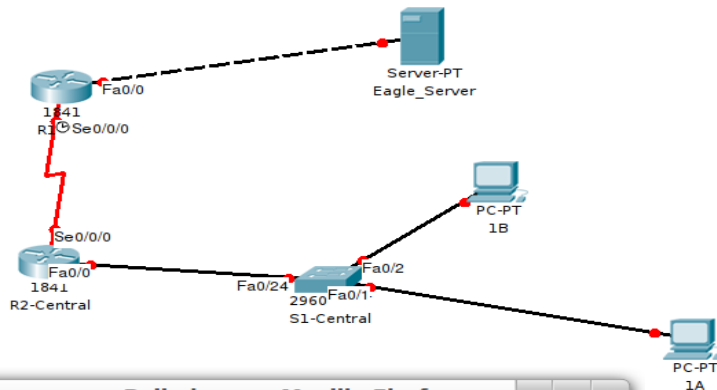 Server-PT
Eagle_Server
Fa0/0
1841
R1
Se0/0/0
PC-PT
1B
Se0/0/0
Fa0/0
1841
R2-Central
Fa0/2
Fa0/24
2960
Fa0/1
S1-Central
PC-PT
1A